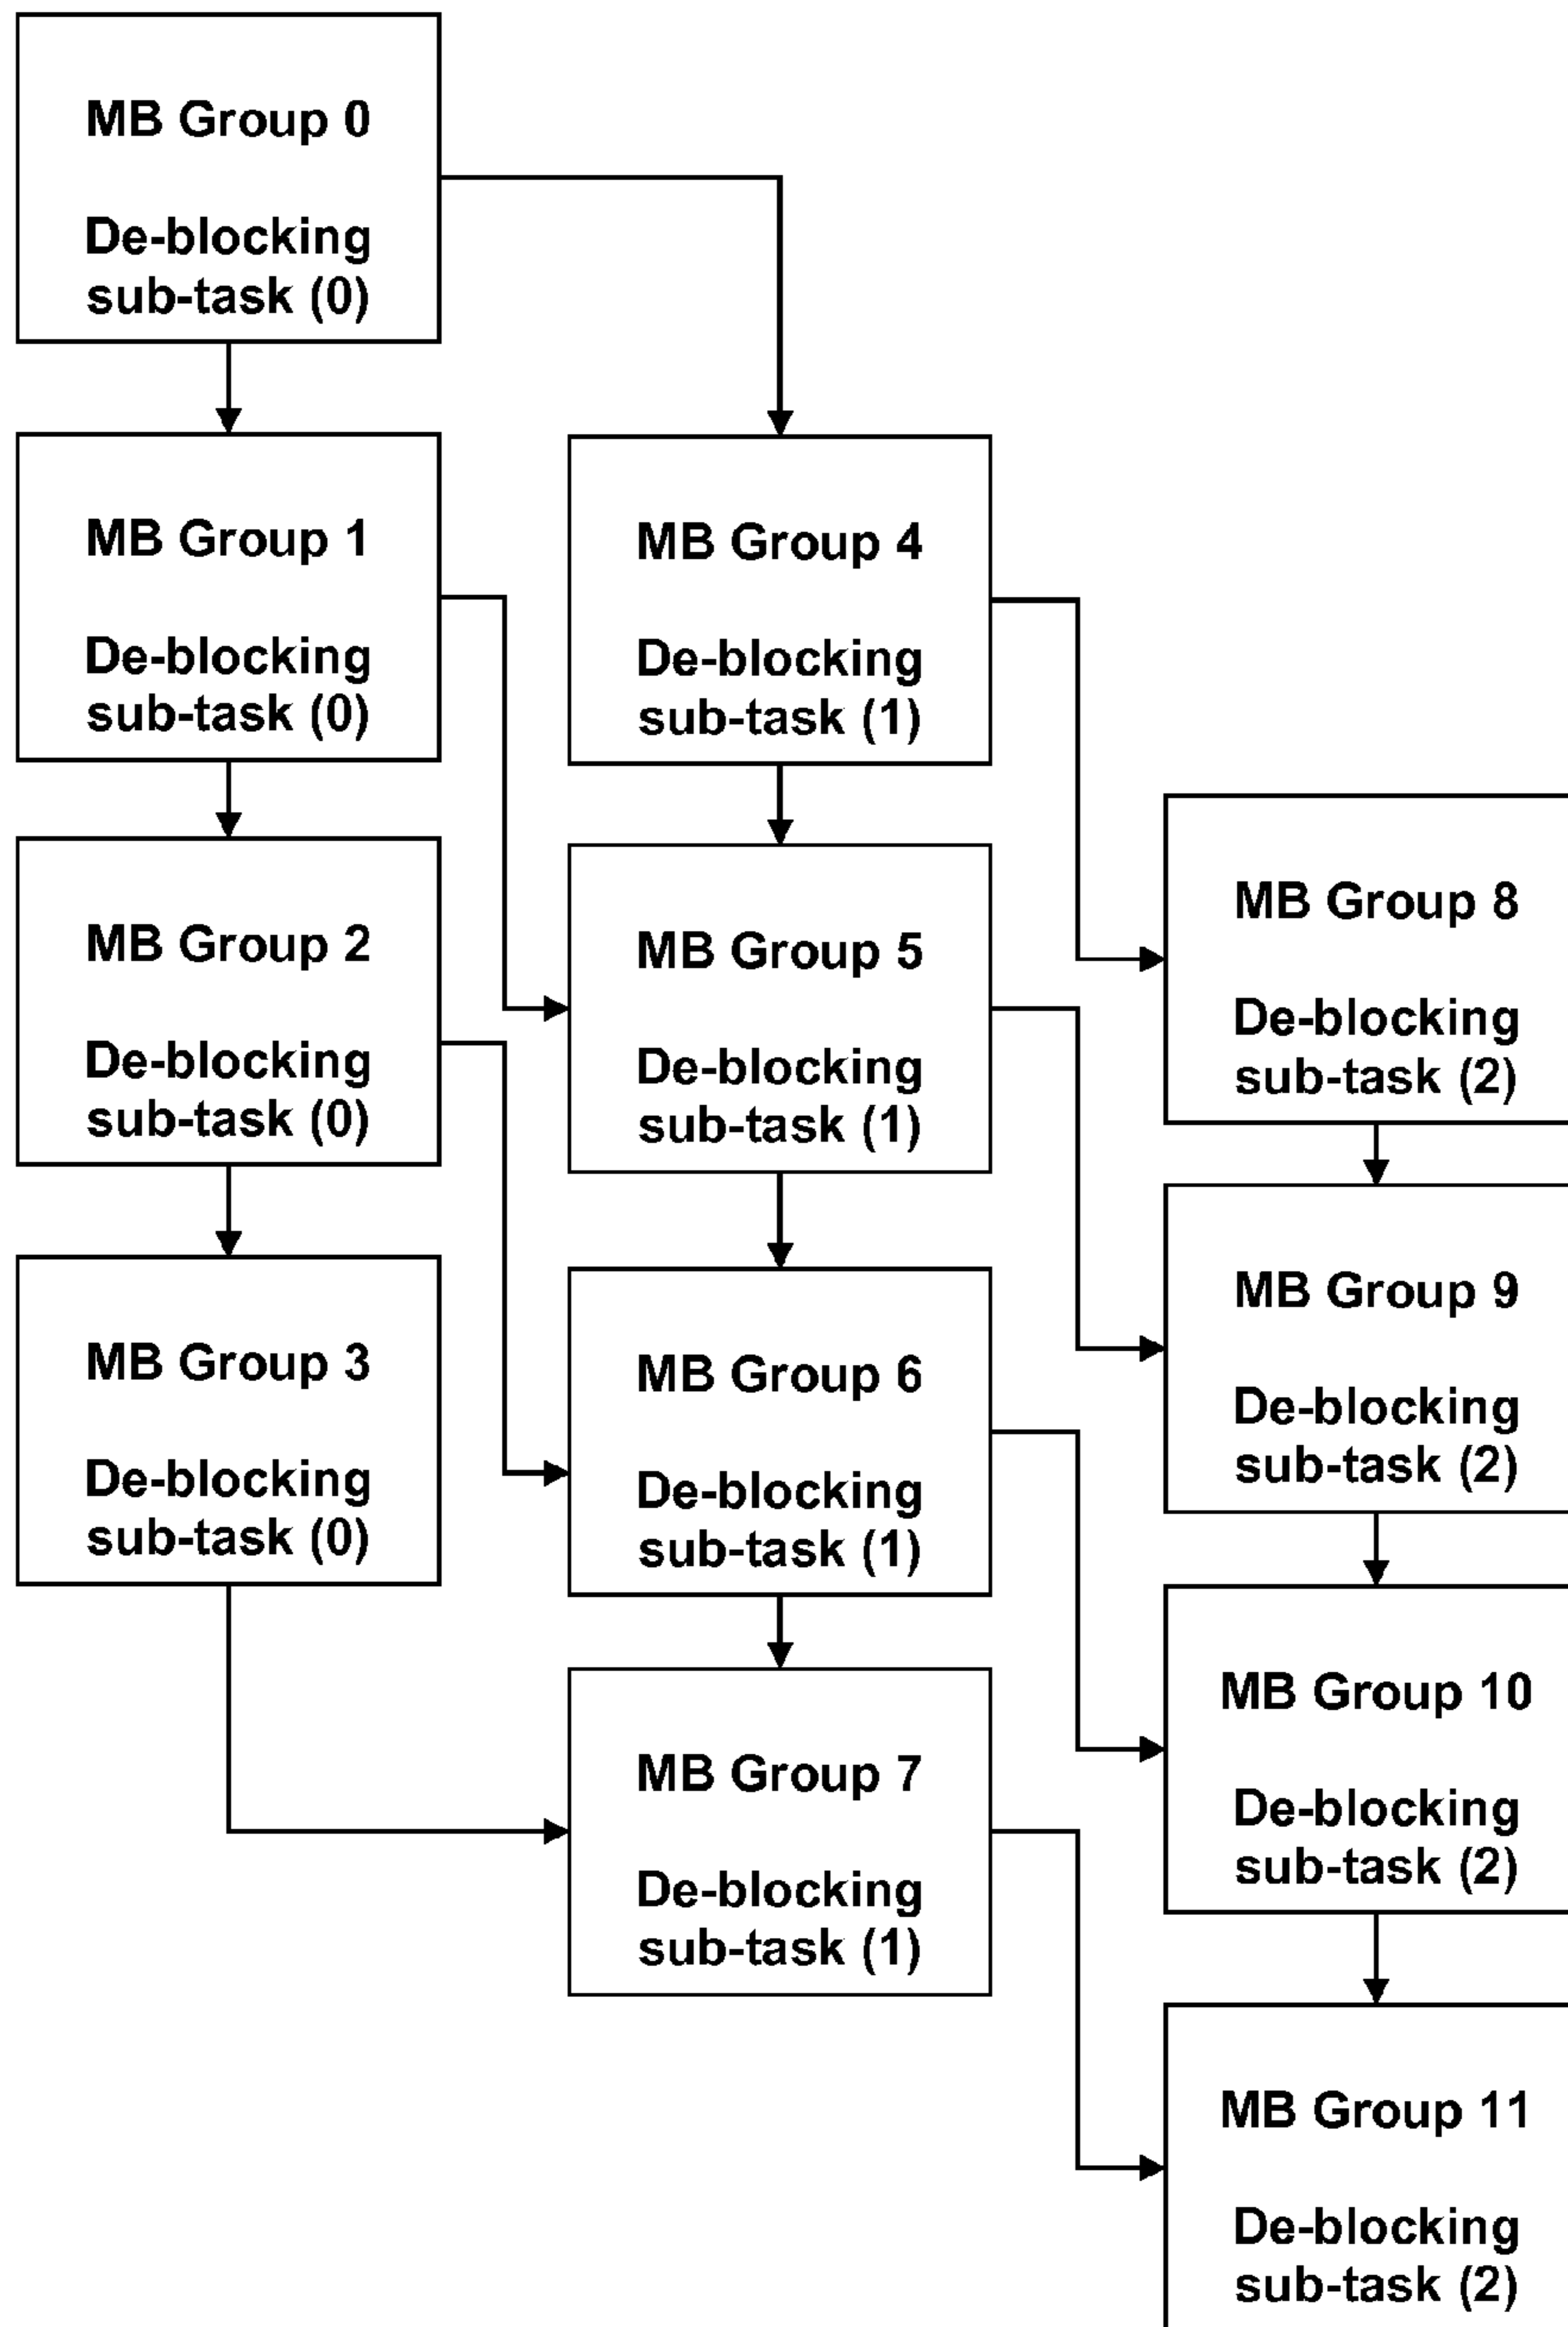 MB Group 0
De-blocking
sub-task (0)
MB Group 1
De-blocking
sub-task (0)
MB Group 2
De-blocking
sub-task (0)
MB Group 3
De-blocking
sub-task (0)
MB Group 4
De-blocking
sub-task (1)
MB Group 5
De-blocking
sub-task (1)
MB Group 6
De-blocking
sub-task (1)
MB Group 7
De-blocking
sub-task (1)
MB Group 8
De-blocking
sub-task (2)
MB Group 9
De-blocking
sub-task (2)
MB Group 10
De-blocking
sub-task (2)
MB Group 11
De-blocking
sub-task (2)